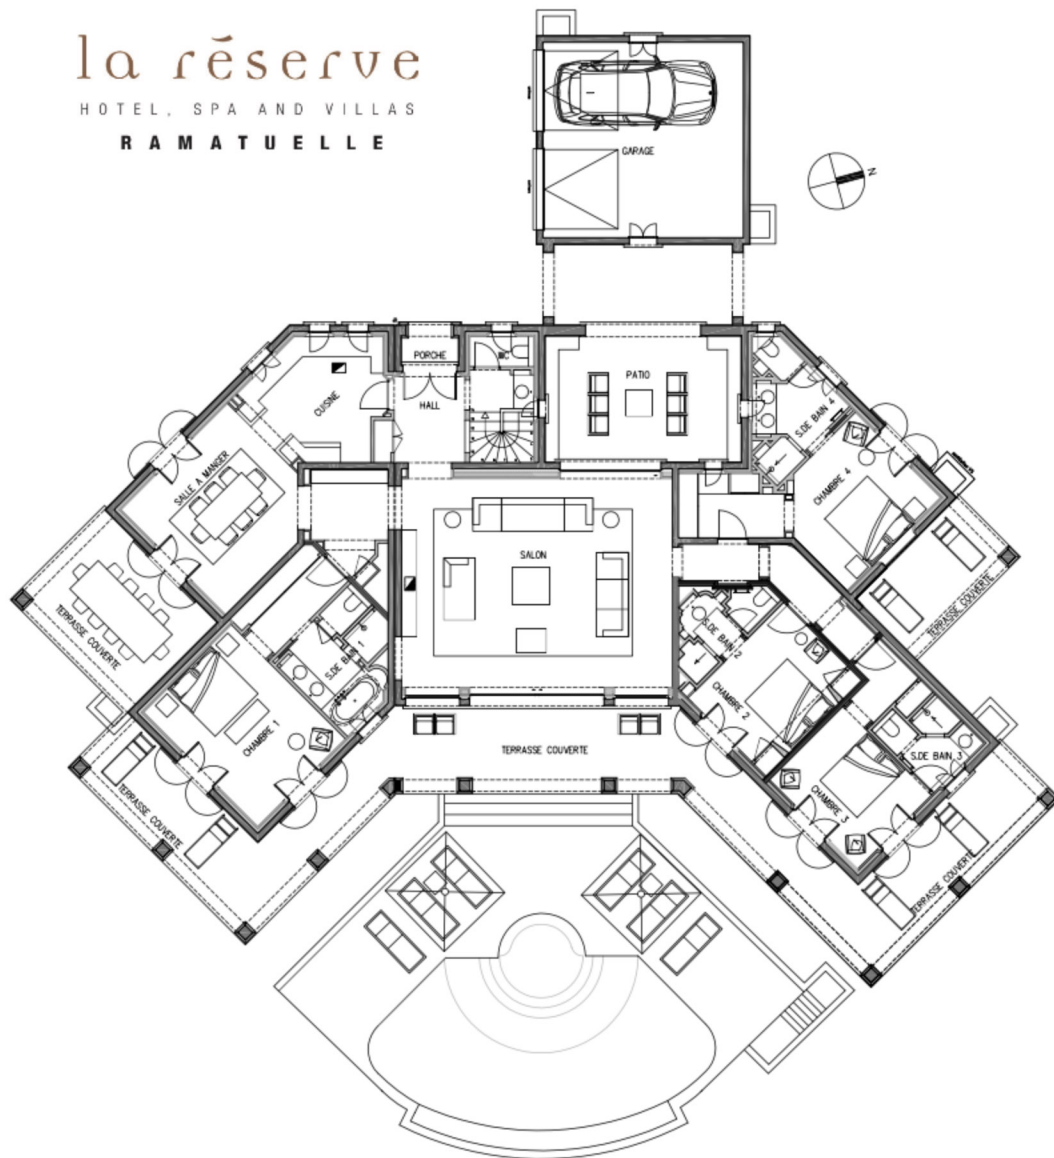 la réserve
HOTEL, SPA AND VILLAS
RAMATUELLE
GARAGE
N
PORCHE
WC
PATIO
HALL
CUISINE
S.DE BAIN 4
SALLE A MANGER
CHAMBRE 4
SALON
TERRASSE COUVERTE
TERRASSE COUVERTE
S.DE BAIN 1
S.DE BAIN 2
CHAMBRE 1
CHAMBRE 2
TERRASSE COUVERTE
S.DE BAIN 3
TERRASSE COUVERTE
CHAMBRE 3
TERRASSE COUVERTE